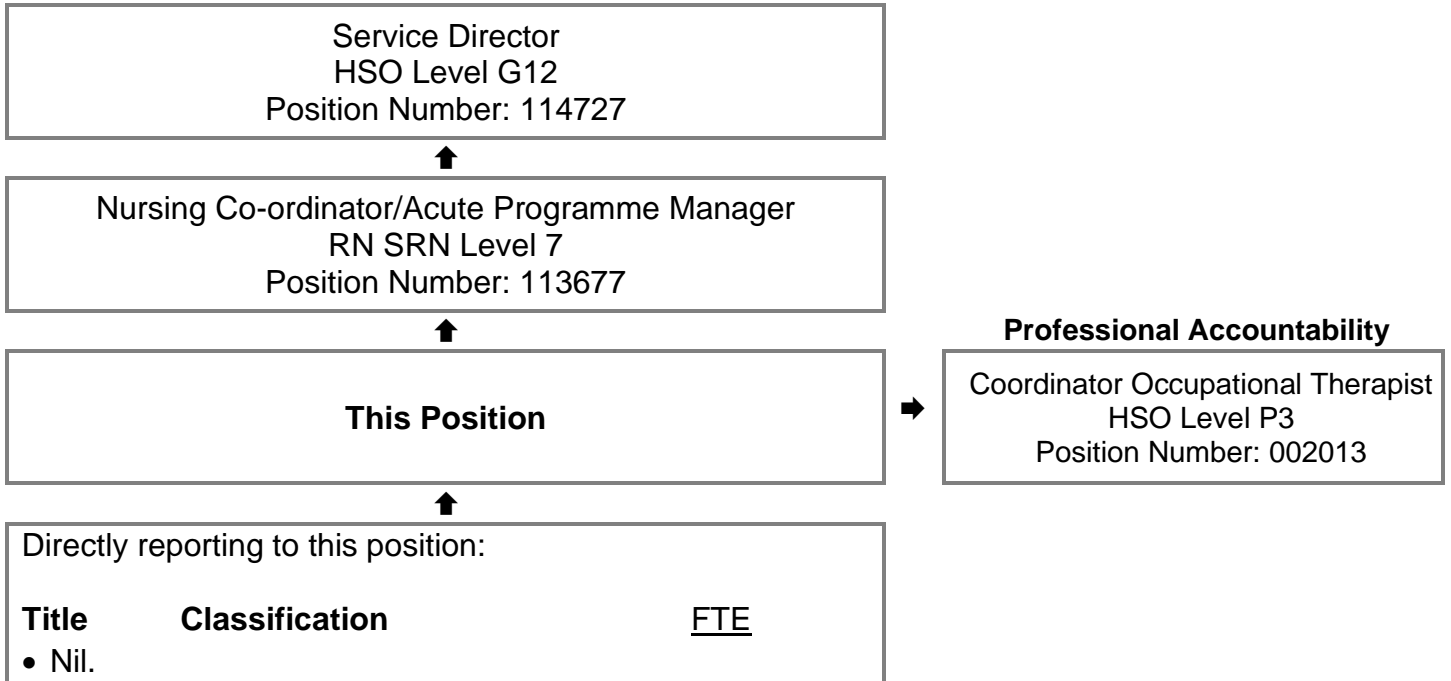 Service Director
HSO Level G12
Position Number: 114727
Nursing Co-ordinator/Acute Programme Manager
RN SRN Level 7
Position Number: 113677
This Position
Professional Accountability
Coordinator Occupational Therapist
HSO Level P3
Position Number: 002013
Directly reporting to this position:
Title Classification FTE
• Nil.